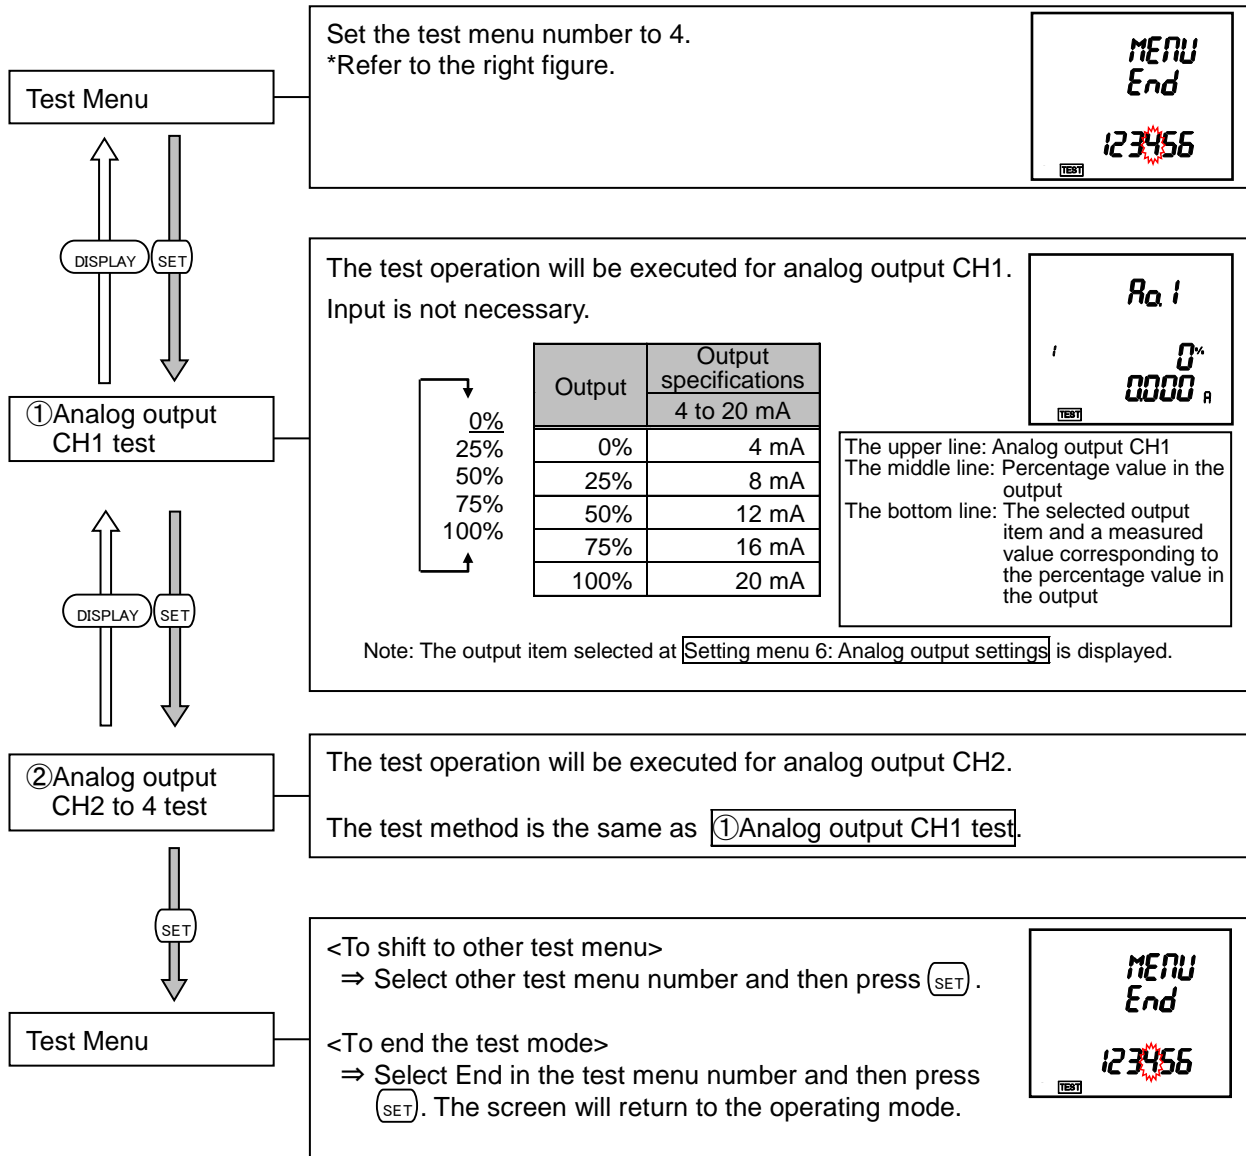 Test Menu
Set the test menu number to 4.
*Refer to the right figure.
MENU
End
123456
TEST
DISPLAY
SET
①Analog output
CH1 test
The test operation will be executed for analog output CH1.
Input is not necessary.
0%
25%
50%
75%
100%
Output
Output
specifications
4 to 20 mA
0% 4 mA
25% 8 mA
50% 12 mA
75% 16 mA
100% 20 mA
Ao.1
1 0%
0.000 A
TEST
The upper line: Analog output CH1
The middle line: Percentage value in the
output
The bottom line: The selected output
item and a measured
value corresponding to
the percentage value in
the output
Note: The output item selected at Setting menu 6: Analog output settings is displayed.
DISPLAY
SET
②Analog output
CH2 to 4 test
The test operation will be executed for analog output CH2.
The test method is the same as ①Analog output CH1 test.
SET
Test Menu
<To shift to other test menu>
⇒ Select other test menu number and then press SET.
<To end the test mode>
⇒ Select End in the test menu number and then press
SET. The screen will return to the operating mode.
MENU
End
123456
TEST